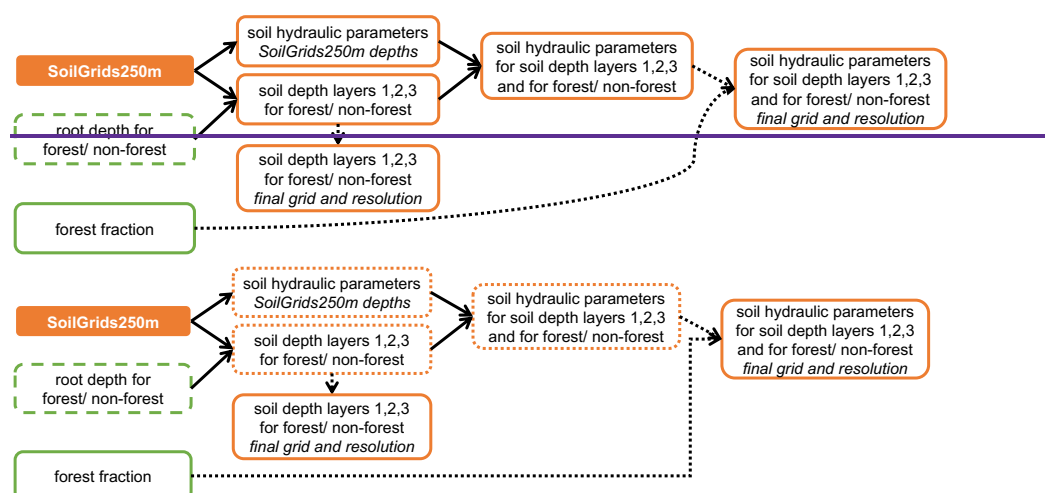 soil hydraulic parameters
SoilGrids250m depths
SoilGrids250m
soil depth layers 1,2,3
for forest/ non-forest
soil hydraulic parameters
for soil depth layers 1,2,3
and for forest/ non-forest
soil hydraulic parameters
for soil depth layers 1,2,3
and for forest/ non-forest
final grid and resolution
root depth for
forest/ non-forest
soil depth layers 1,2,3
for forest/ non-forest
final grid and resolution
forest fraction
soil hydraulic parameters
SoilGrids250m depths
SoilGrids250m
soil depth layers 1,2,3
for forest/ non-forest
soil hydraulic parameters
for soil depth layers 1,2,3
and for forest/ non-forest
soil hydraulic parameters
for soil depth layers 1,2,3
and for forest/ non-forest
final grid and resolution
root depth for
forest/ non-forest
soil depth layers 1,2,3
for forest/ non-forest
final grid and resolution
forest fraction